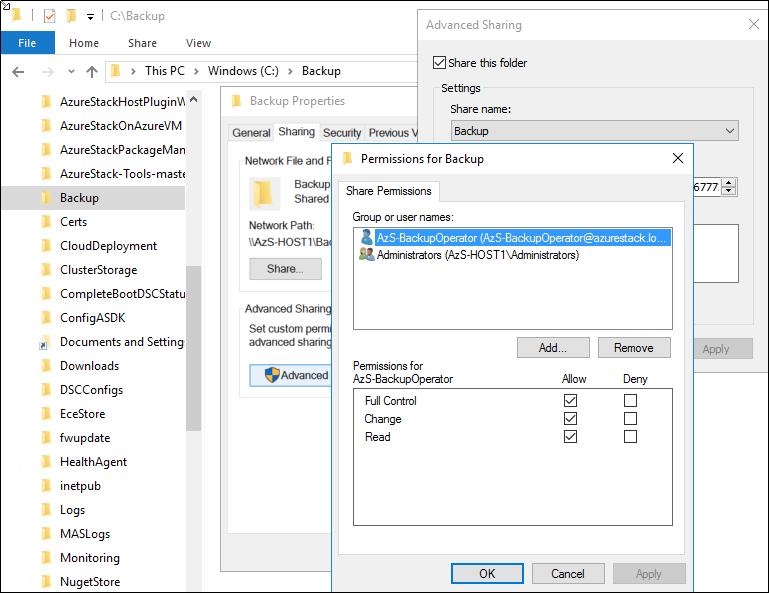 C:\Backup
File Home Share View
This PC Windows (C:) Backup
AzureStackHostPluginW
AzureStackOnAzureVM
AzureStackPackageMan
AzureStack-Tools-maste
Backup
Certs
CloudDeployment
ClusterStorage
CompleteBootDSCStatu
ConfigASDK
Documents and Setting
Downloads
DSCConfigs
EceStore
fwupdate
HealthAgent
inetpub
Logs
MASLogs
Monitoring
NugetStore
Backup Properties
General Sharing Security Previous V
Network File and F
Backup
Shared
Network Path:
\\AzS-HOST1\Bac
Share...
Advanced Sharing
Set custom permi
advanced sharing
Advanced
Advanced Sharing
Share this folder
Settings
Share name:
Backup
6777
Apply
Permissions for Backup
Share Permissions
Group or user names:
AzS-BackupOperator (AzS-BackupOperator@azurestack.lo...
Administrators (AzS-HOST1\Administrators)
Add... Remove
Permissions for
AzS-BackupOperator Allow Deny
Full Control
Change
Read
OK Cancel Apply